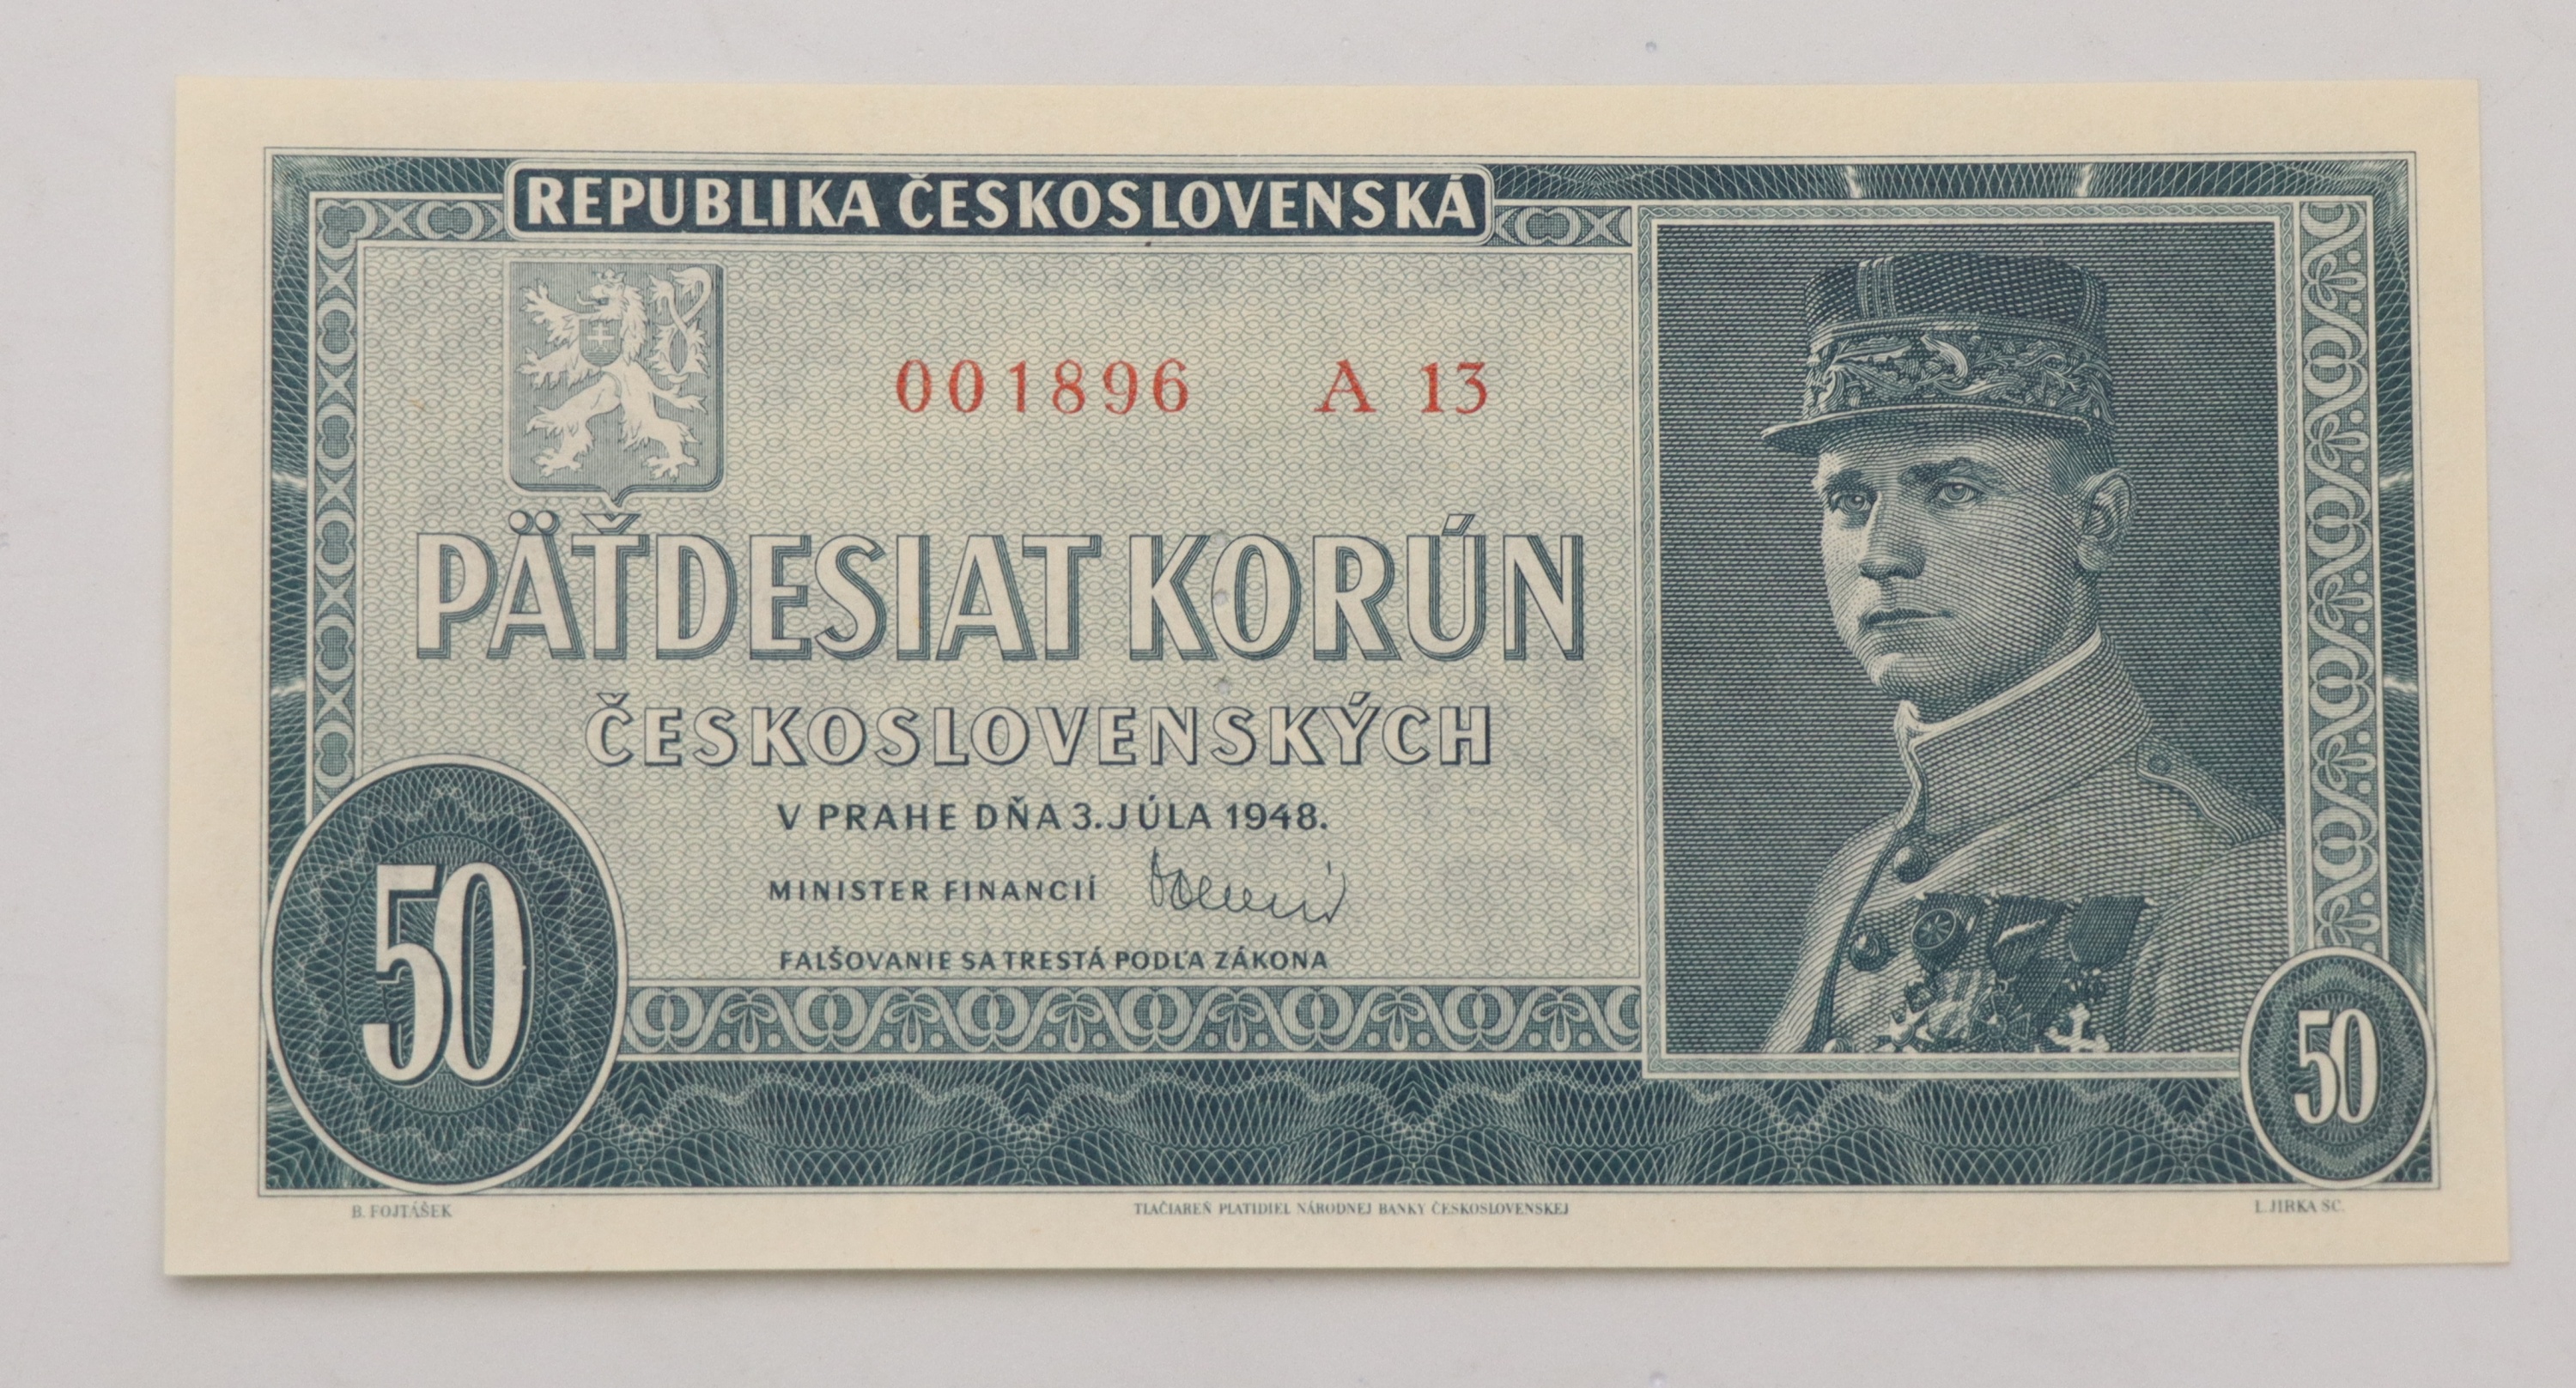 REPUBLIKA ČESKOSLOVENSKÁ
001896 A 13
PÄŤDESIAT KORÚN
ČESKOSLOVENSKÝCH
V PRAHE DŇA 3. JÚLA 1948.
MINISTER FINANCIÍ
FALŠOVANIE SA TRESTÁ PODĽA ZÁKONA
50
50
B. FOJTÁŠEK TLAČIAREŇ PLATIDIEL NÁRODNEJ BANKY ČESKOSLOVENSKEJ L. JIRKA SC.